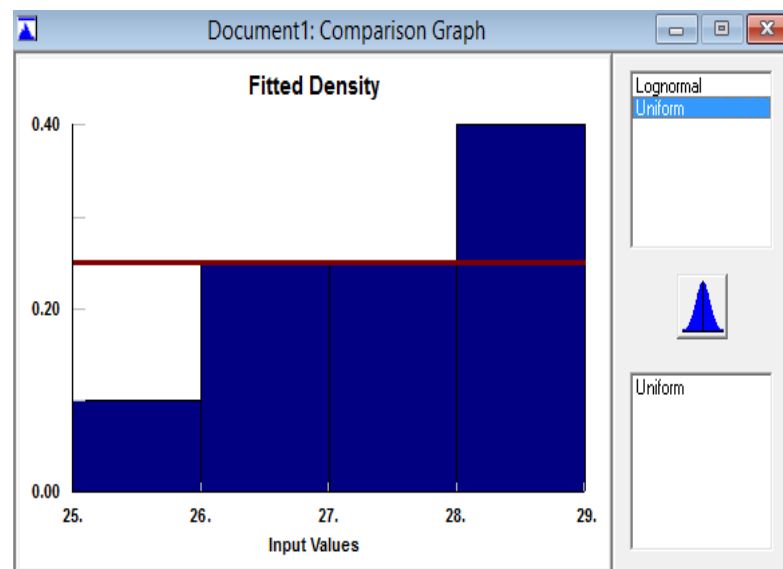 Document1: Comparison Graph
Fitted Density
0.40
0.20
0.00
25. 26. 27. 28. 29.
Input Values
Lognormal
Uniform
Uniform